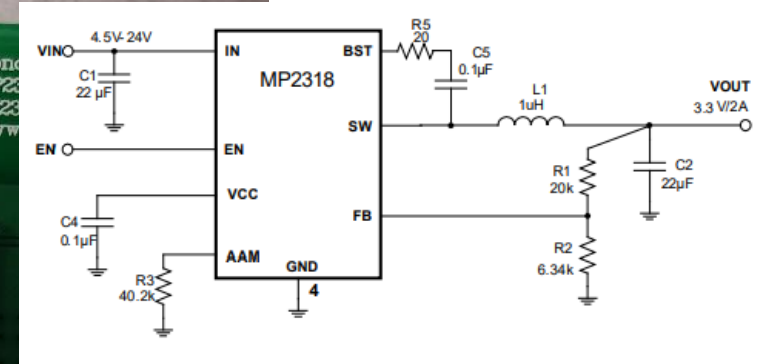 R5
20
4.5V-24V
VIN
IN
BST
C5
0.1µF
C1
22 µF
MP2318
L1
1uH
VOUT
3.3 V/2A
SW
EN
EN
R1
20k
C2
22µF
VCC
C4
0.1µF
FB
AAM
R2
6.34k
GND
R3
40.2k
4